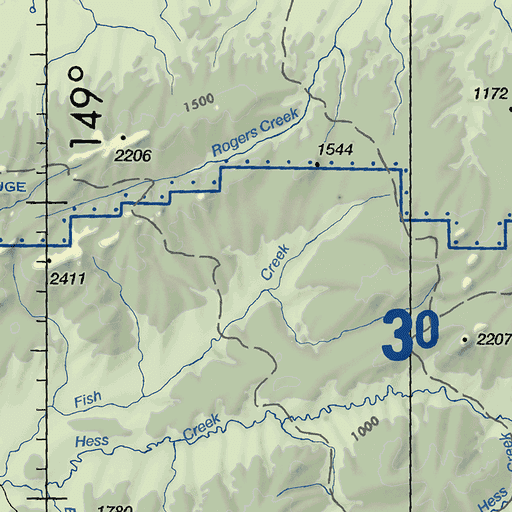 1172
149°
1500
Rogers Creek
1544
2206
UGE
Creek
2411
30
2207
Fish
Creek
Hess
1000
Creek
Hess
1780